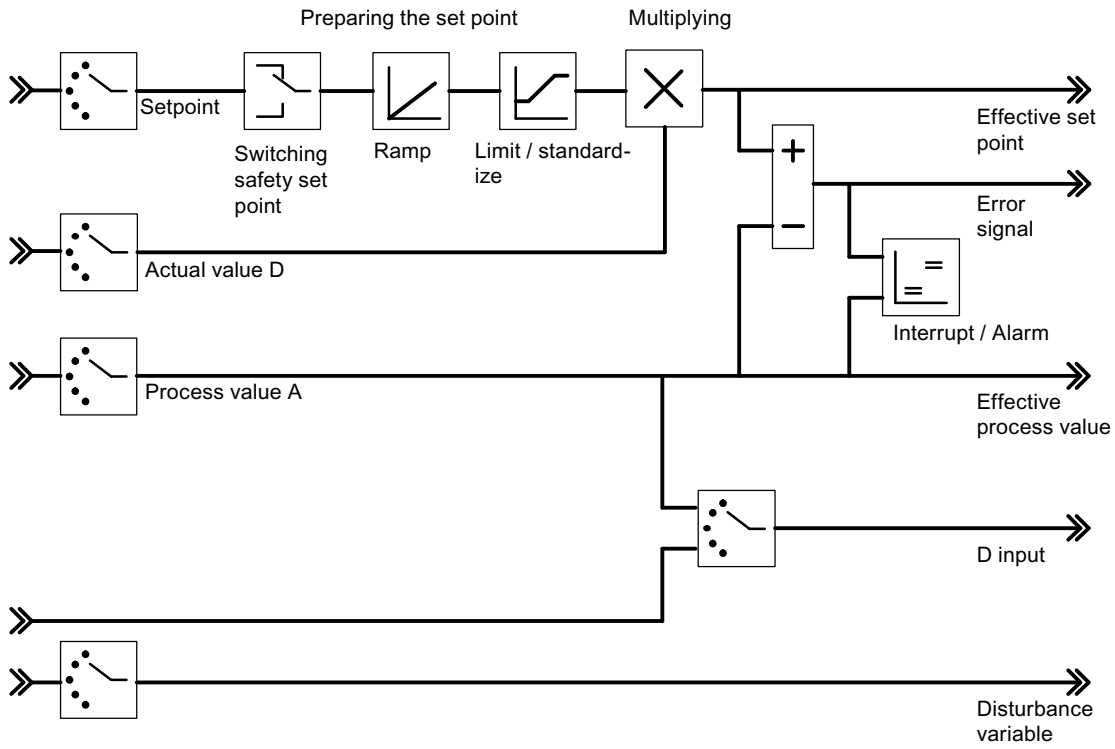 Preparing the set point
Multiplying
Setpoint
Switching
safety set
point
Ramp
Limit / standard-
ize
Effective set
point
Error
signal
Actual value D
Interrupt / Alarm
Process value A
Effective
process value
D input
Disturbance
variable